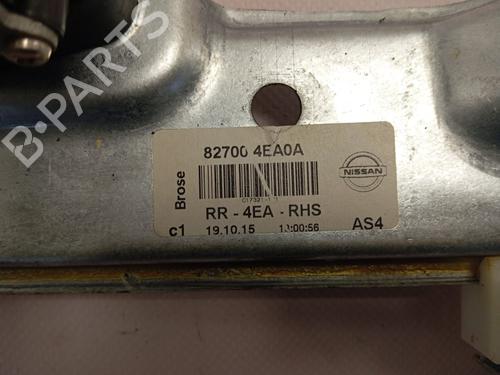 B-PARTS
82700 4EA0A
Brose
NISSAN
RR - 4EA - RHS
c1 19.10.15 AS4